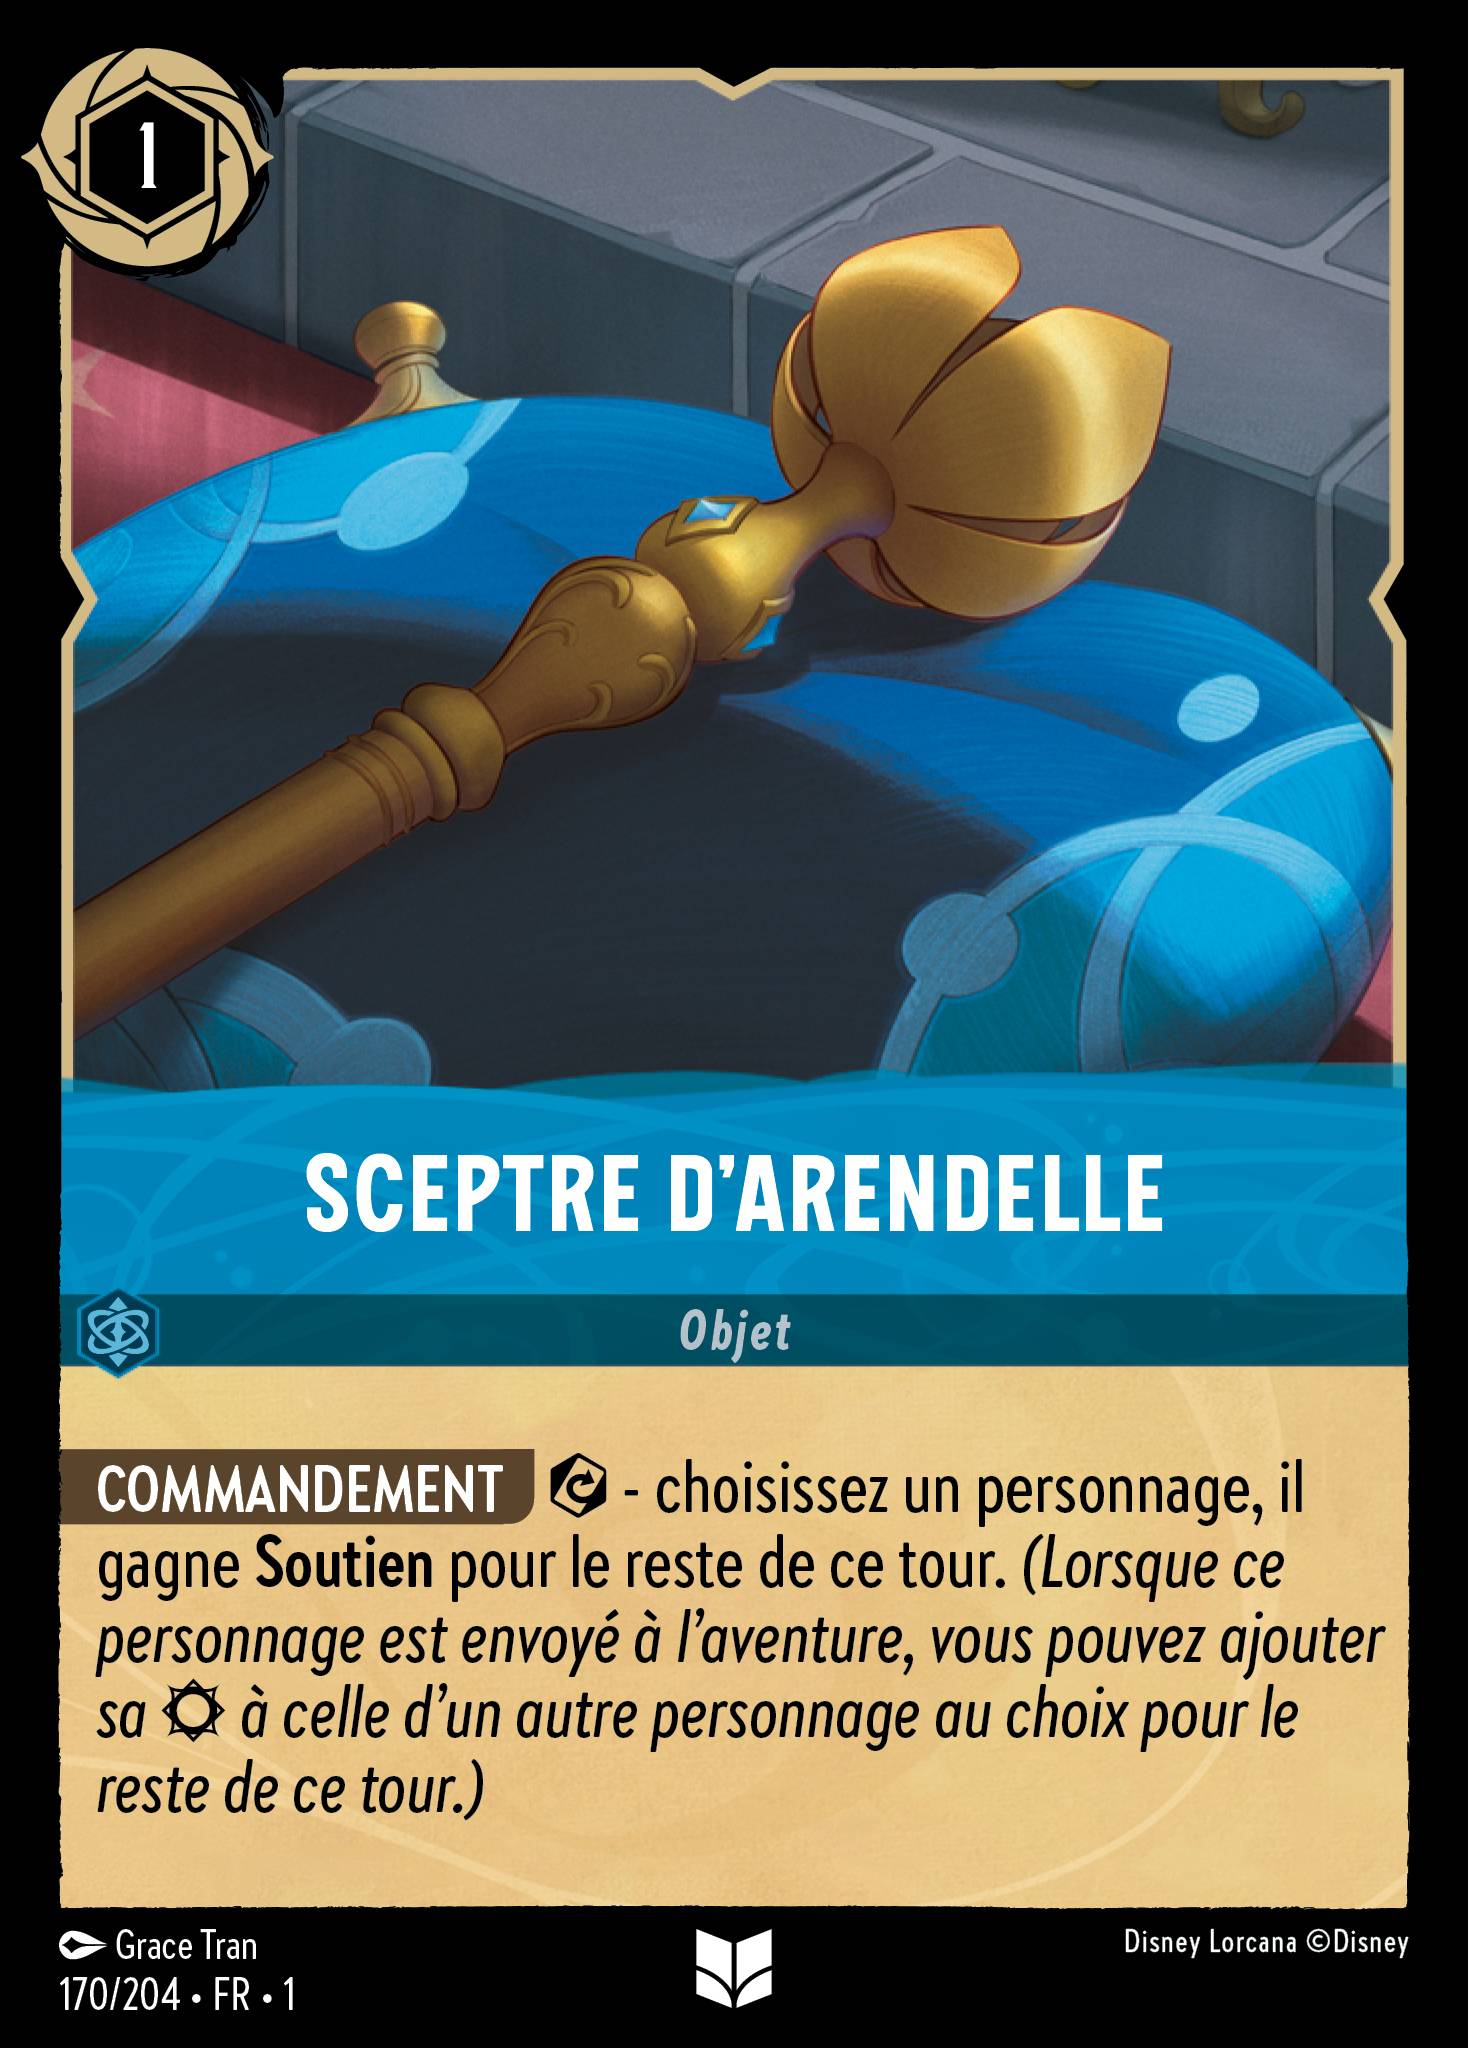 1
SCEPTRE D’ARENDELLE
Objet
COMMANDEMENT - choisissez un personnage, il
gagne Soutien pour le reste de ce tour. (Lorsque ce
personnage est envoyé à l’aventure, vous pouvez ajouter
sa à celle d’un autre personnage au choix pour le
reste de ce tour.)
Grace Tran
Disney Lorcana ©Disney
170/204 • FR • 1